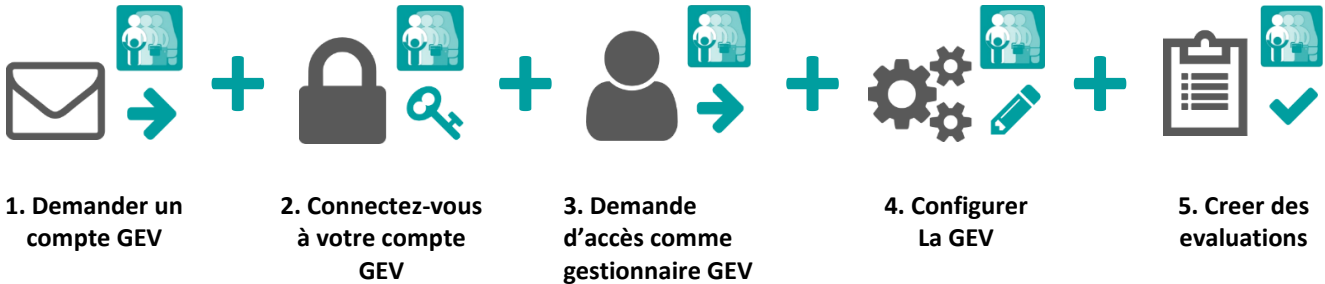 1. Demander un
compte GEV
2. Connectez-vous
à votre compte
GEV
3. Demande
d'accès comme
gestionnaire GEV
4. Configurer
La GEV
5. Creer des
evaluations